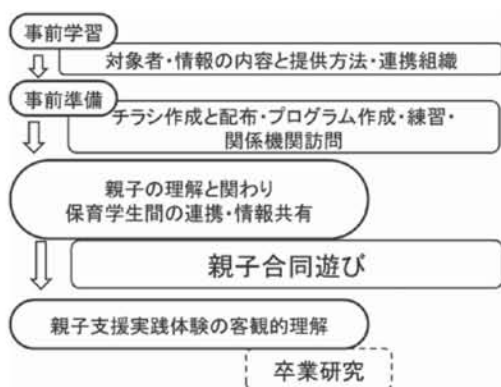 事前学習
対象者・情報の内容と提供方法・連携組織
事前準備
チラシ作成と配布・プログラム作成・練習・
関係機関訪問
親子の理解と関わり
保育学生間の連携・情報共有
親子合同遊び
親子支援実践体験の客観的理解
卒業研究